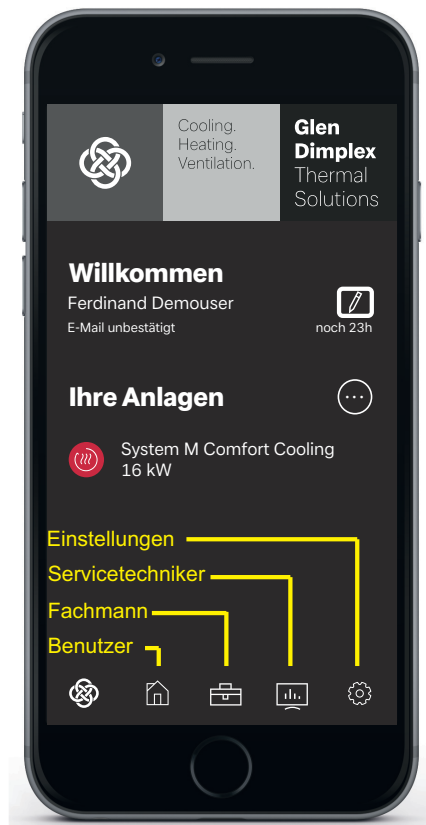 Cooling.
Heating.
Ventilation.
Glen
Dimplex
Thermal
Solutions
Willkommen
Ferdinand Demouser
E-Mail unbestätigt
noch 23h
Ihre Anlagen
System M Comfort Cooling
16 kW
Einstellungen
Servicetechniker
Fachmann
Benutzer